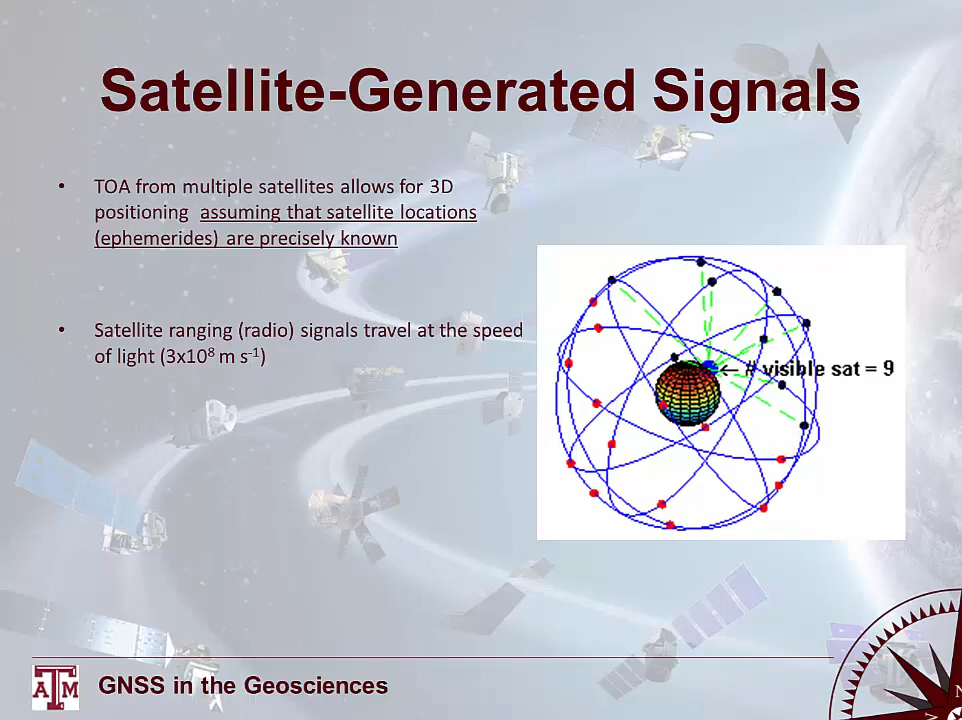 Satellite-Generated Signals
• TOA from multiple satellites allows for 3D
positioning assuming that satellite locations
(ephemerides) are precisely known
• Satellite ranging (radio) signals travel at the speed
of light (3x10⁸ m s⁻¹)
← # visible sat = 9
ATM
GNSS in the Geosciences
N